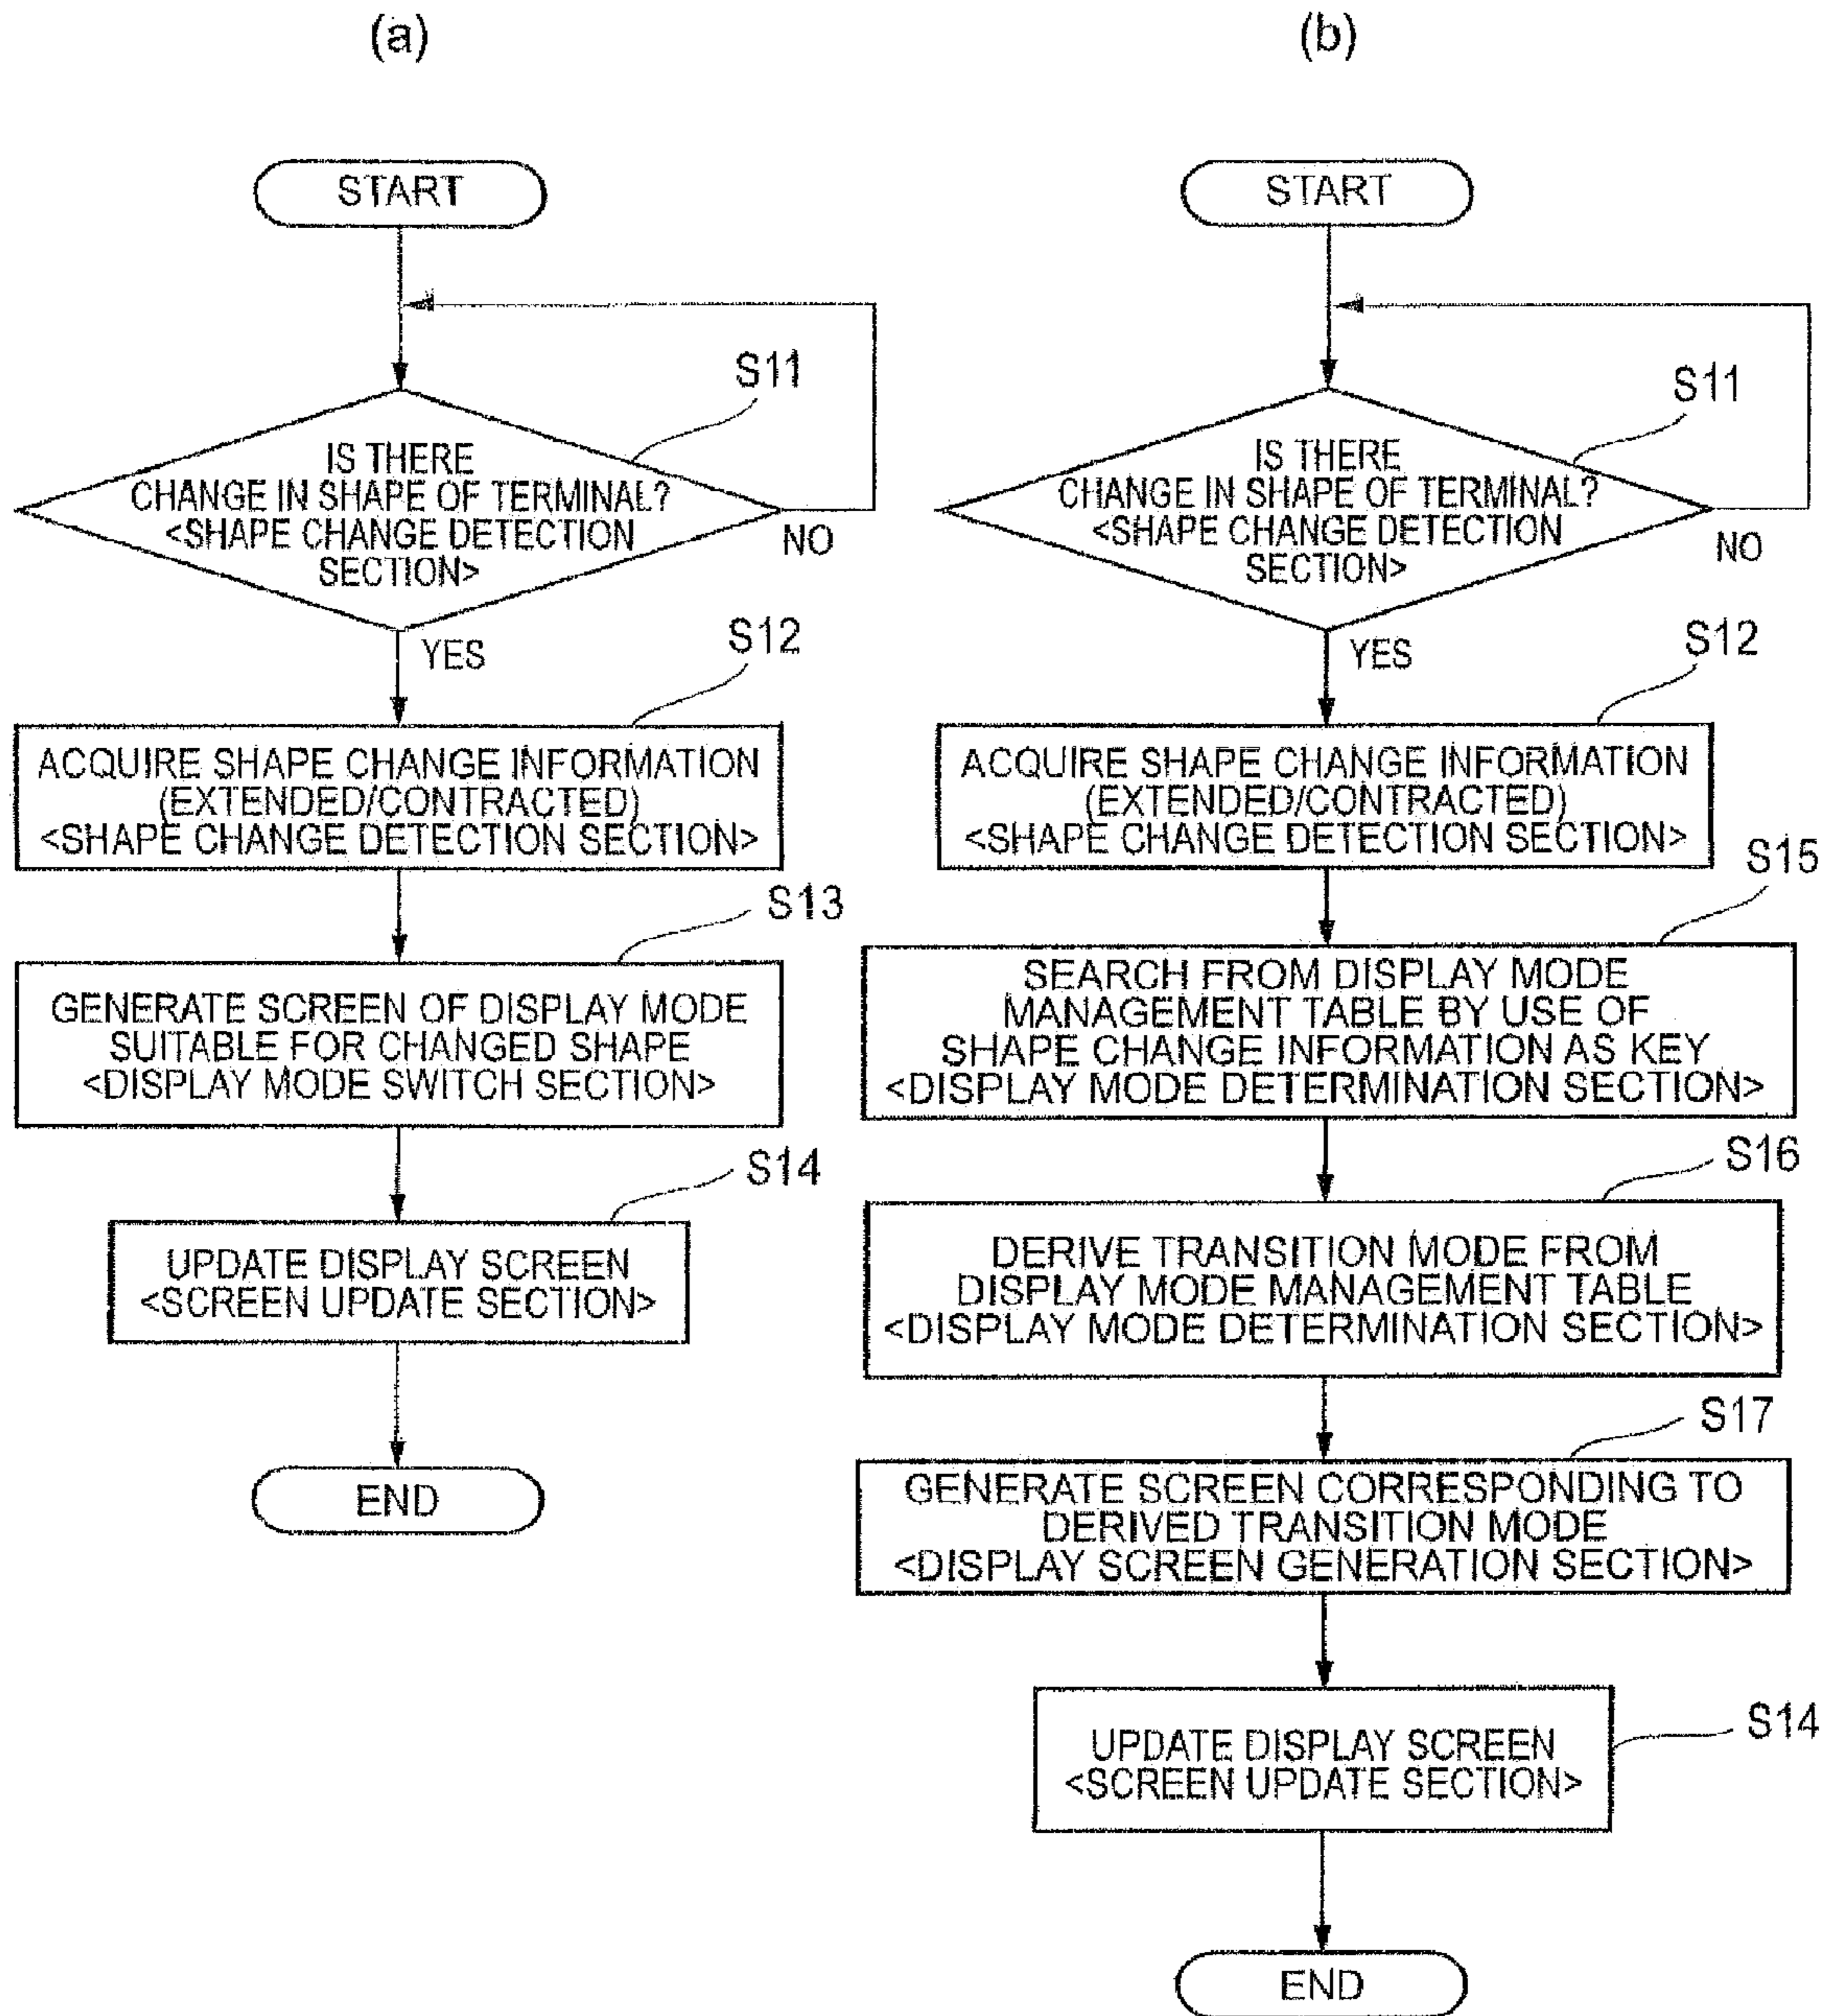 (a)
START
S11
IS THERE
CHANGE IN SHAPE OF TERMINAL?
<SHAPE CHANGE DETECTION
SECTION>
NO
YES
S12
ACQUIRE SHAPE CHANGE INFORMATION
(EXTENDED/CONTRACTED)
<SHAPE CHANGE DETECTION SECTION>
S13
GENERATE SCREEN OF DISPLAY MODE
SUITABLE FOR CHANGED SHAPE
<DISPLAY MODE SWITCH SECTION>
S14
UPDATE DISPLAY SCREEN
<SCREEN UPDATE SECTION>
END
(b)
START
S11
IS THERE
CHANGE IN SHAPE OF TERMINAL?
<SHAPE CHANGE DETECTION
SECTION>
NO
YES
S12
ACQUIRE SHAPE CHANGE INFORMATION
(EXTENDED/CONTRACTED)
<SHAPE CHANGE DETECTION SECTION>
S15
SEARCH FROM DISPLAY MODE
MANAGEMENT TABLE BY USE OF
SHAPE CHANGE INFORMATION AS KEY
<DISPLAY MODE DETERMINATION SECTION>
S16
DERIVE TRANSITION MODE FROM
DISPLAY MODE MANAGEMENT TABLE
<DISPLAY MODE DETERMINATION SECTION>
S17
GENERATE SCREEN CORRESPONDING TO
DERIVED TRANSITION MODE
<DISPLAY SCREEN GENERATION SECTION>
S14
UPDATE DISPLAY SCREEN
<SCREEN UPDATE SECTION>
END